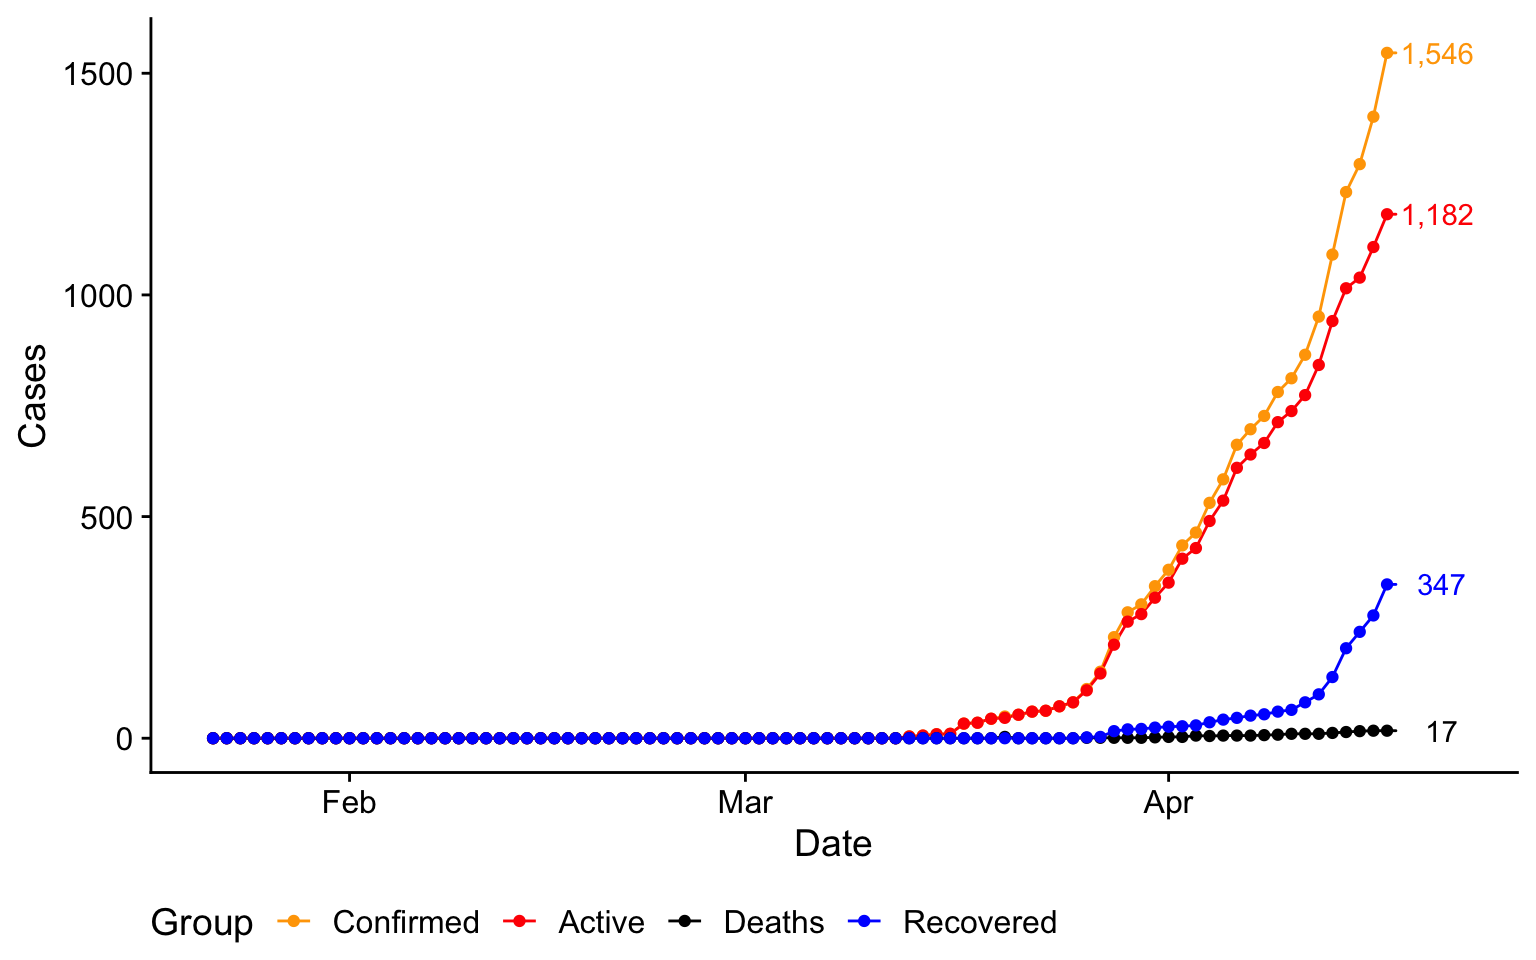 1,546
1500
1,182
1000
Cases
500
347
17
0
Feb Mar Apr
Date
Group Confirmed Active Deaths Recovered